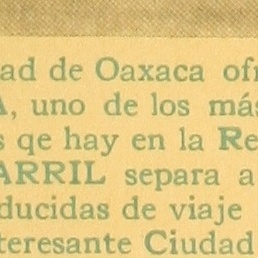 ad de Oaxaca ofr
A, uno de los más
s qe hay en la Re
ARRIL separa a
ducidas de viaje
teresante Ciudad